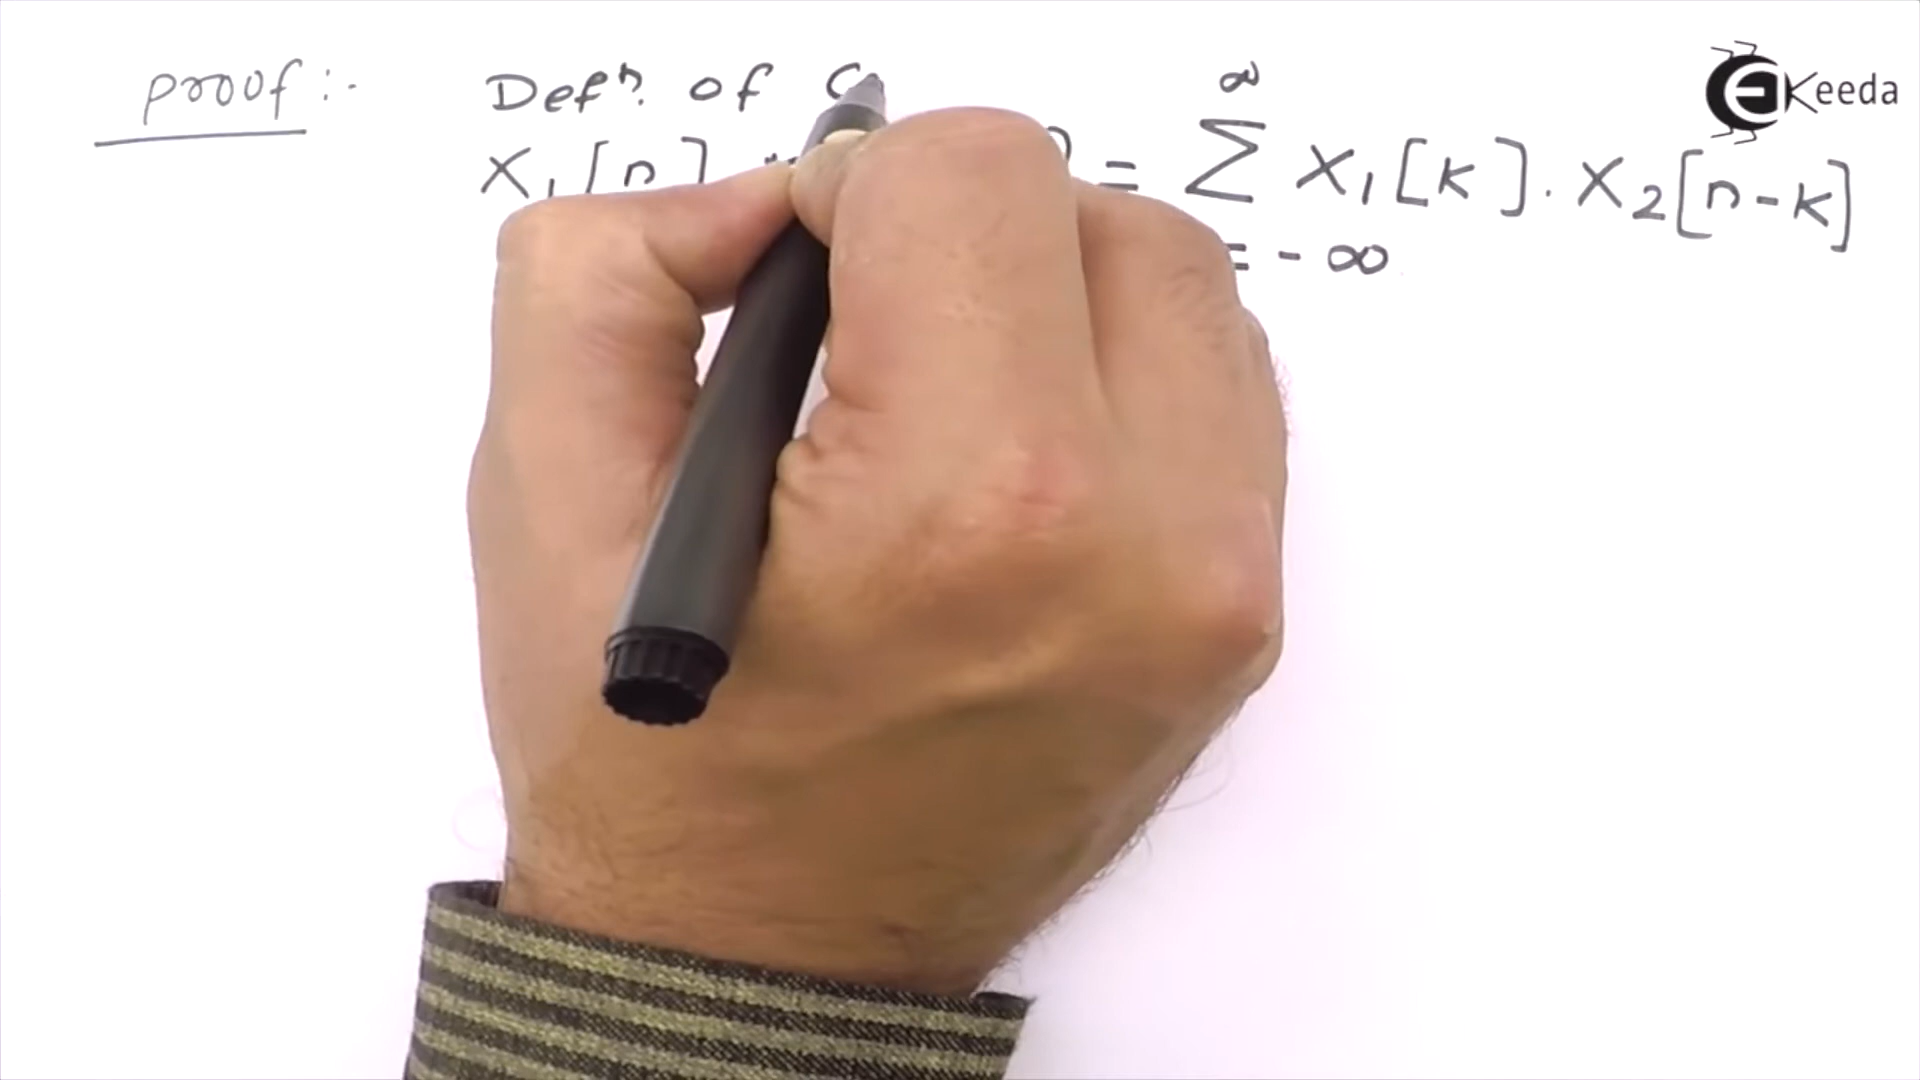 proof :- Defⁿ. of
Keeda
X₁[n] = ∑ X₁[k] . X₂[n-k]
∞
= - ∞